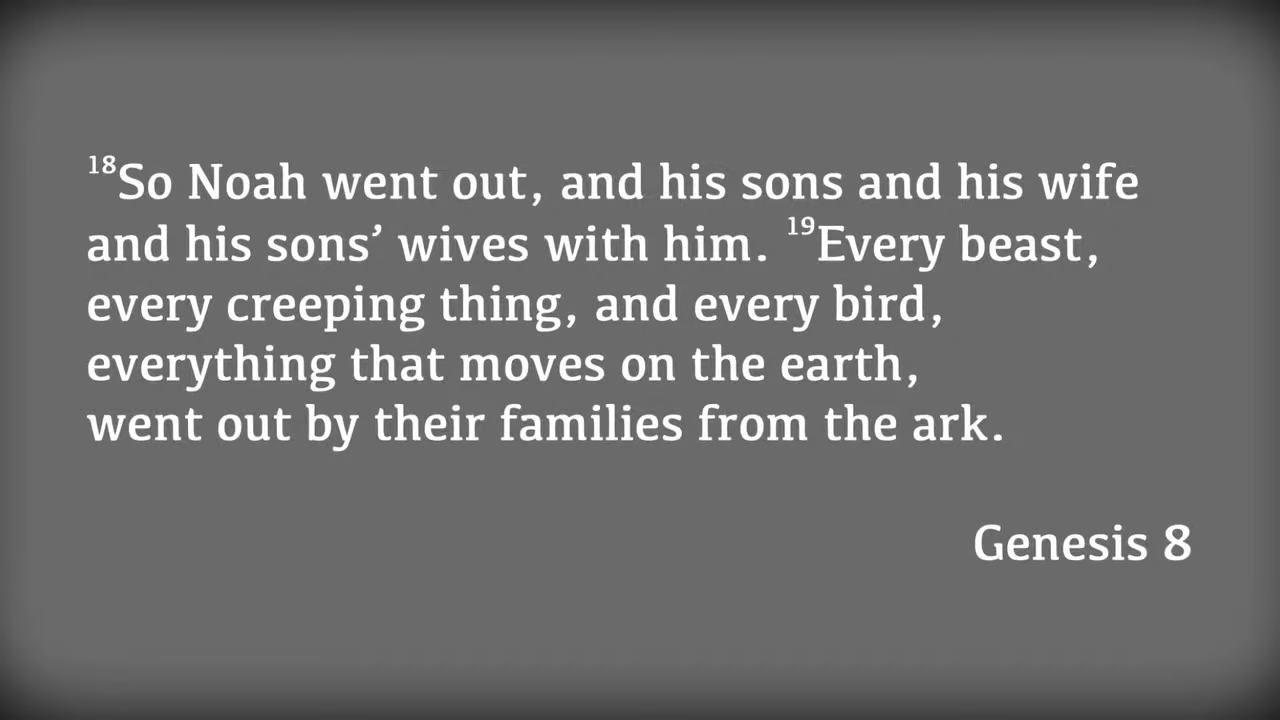 18So Noah went out, and his sons and his wife
and his sons’ wives with him. 19Every beast,
every creeping thing, and every bird,
everything that moves on the earth,
went out by their families from the ark.
Genesis 8